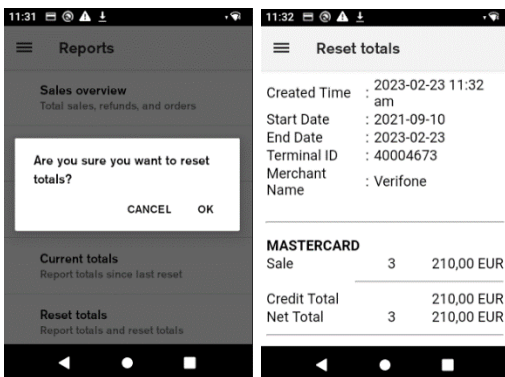 11:31
Reports
Sales overview
Total sales, refunds, and orders
Are you sure you want to reset
totals?
CANCEL OK
Current totals
Report totals since last reset
Reset totals
Report totals and reset totals
11:32
Reset totals
Created Time : 2023-02-23 11:32
am
Start Date : 2021-09-10
End Date : 2023-02-23
Terminal ID : 40004673
Merchant
Name : Verifone
MASTERCARD
Sale 3 210,00 EUR
Credit Total 210,00 EUR
Net Total 3 210,00 EUR